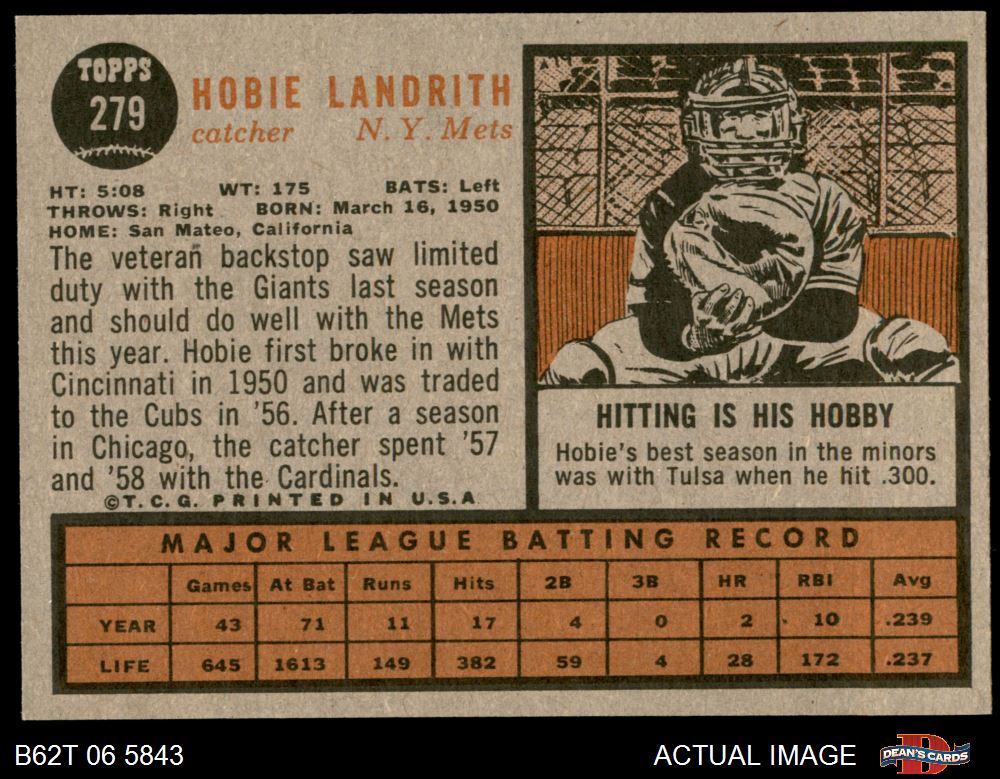 TOPPS
279
HOBIE LANDRITH
catcher N. Y. Mets
HT: 5:08 WT: 175 BATS: Left
THROWS: Right BORN: March 16, 1950
HOME: San Mateo, California
The veteran backstop saw limited
duty with the Giants last season
and should do well with the Mets
this year. Hobie first broke in with
Cincinnati in 1950 and was traded
to the Cubs in '56. After a season
in Chicago, the catcher spent '57
and '58 with the Cardinals.
©T.C.G. PRINTED IN U.S.A
HITTING IS HIS HOBBY
Hobie's best season in the minors
was with Tulsa when he hit .300.
MAJOR LEAGUE BATTING RECORD
Games At Bat Runs Hits 2B 3B HR RBI Avg
YEAR 43 71 11 17 4 0 2 10 .239
LIFE 645 1613 149 382 59 4 28 172 .237
B62T 06 5843 ACTUAL IMAGE
DEAN'S CARDS